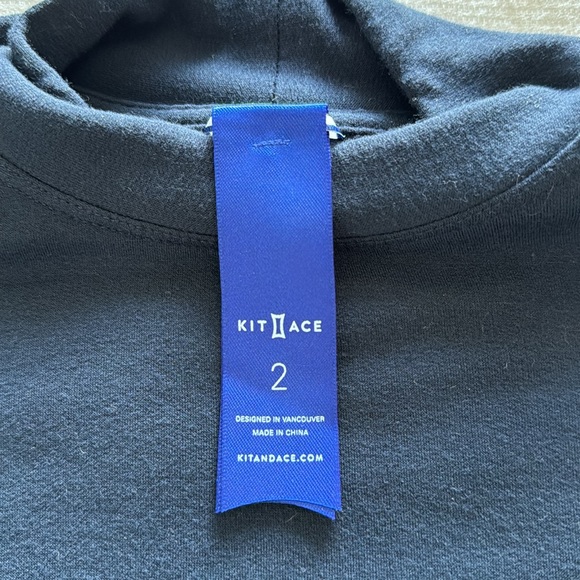 KIT ACE
2
DESIGNED IN VANCOUVER
MADE IN CHINA
KITANDACE.COM